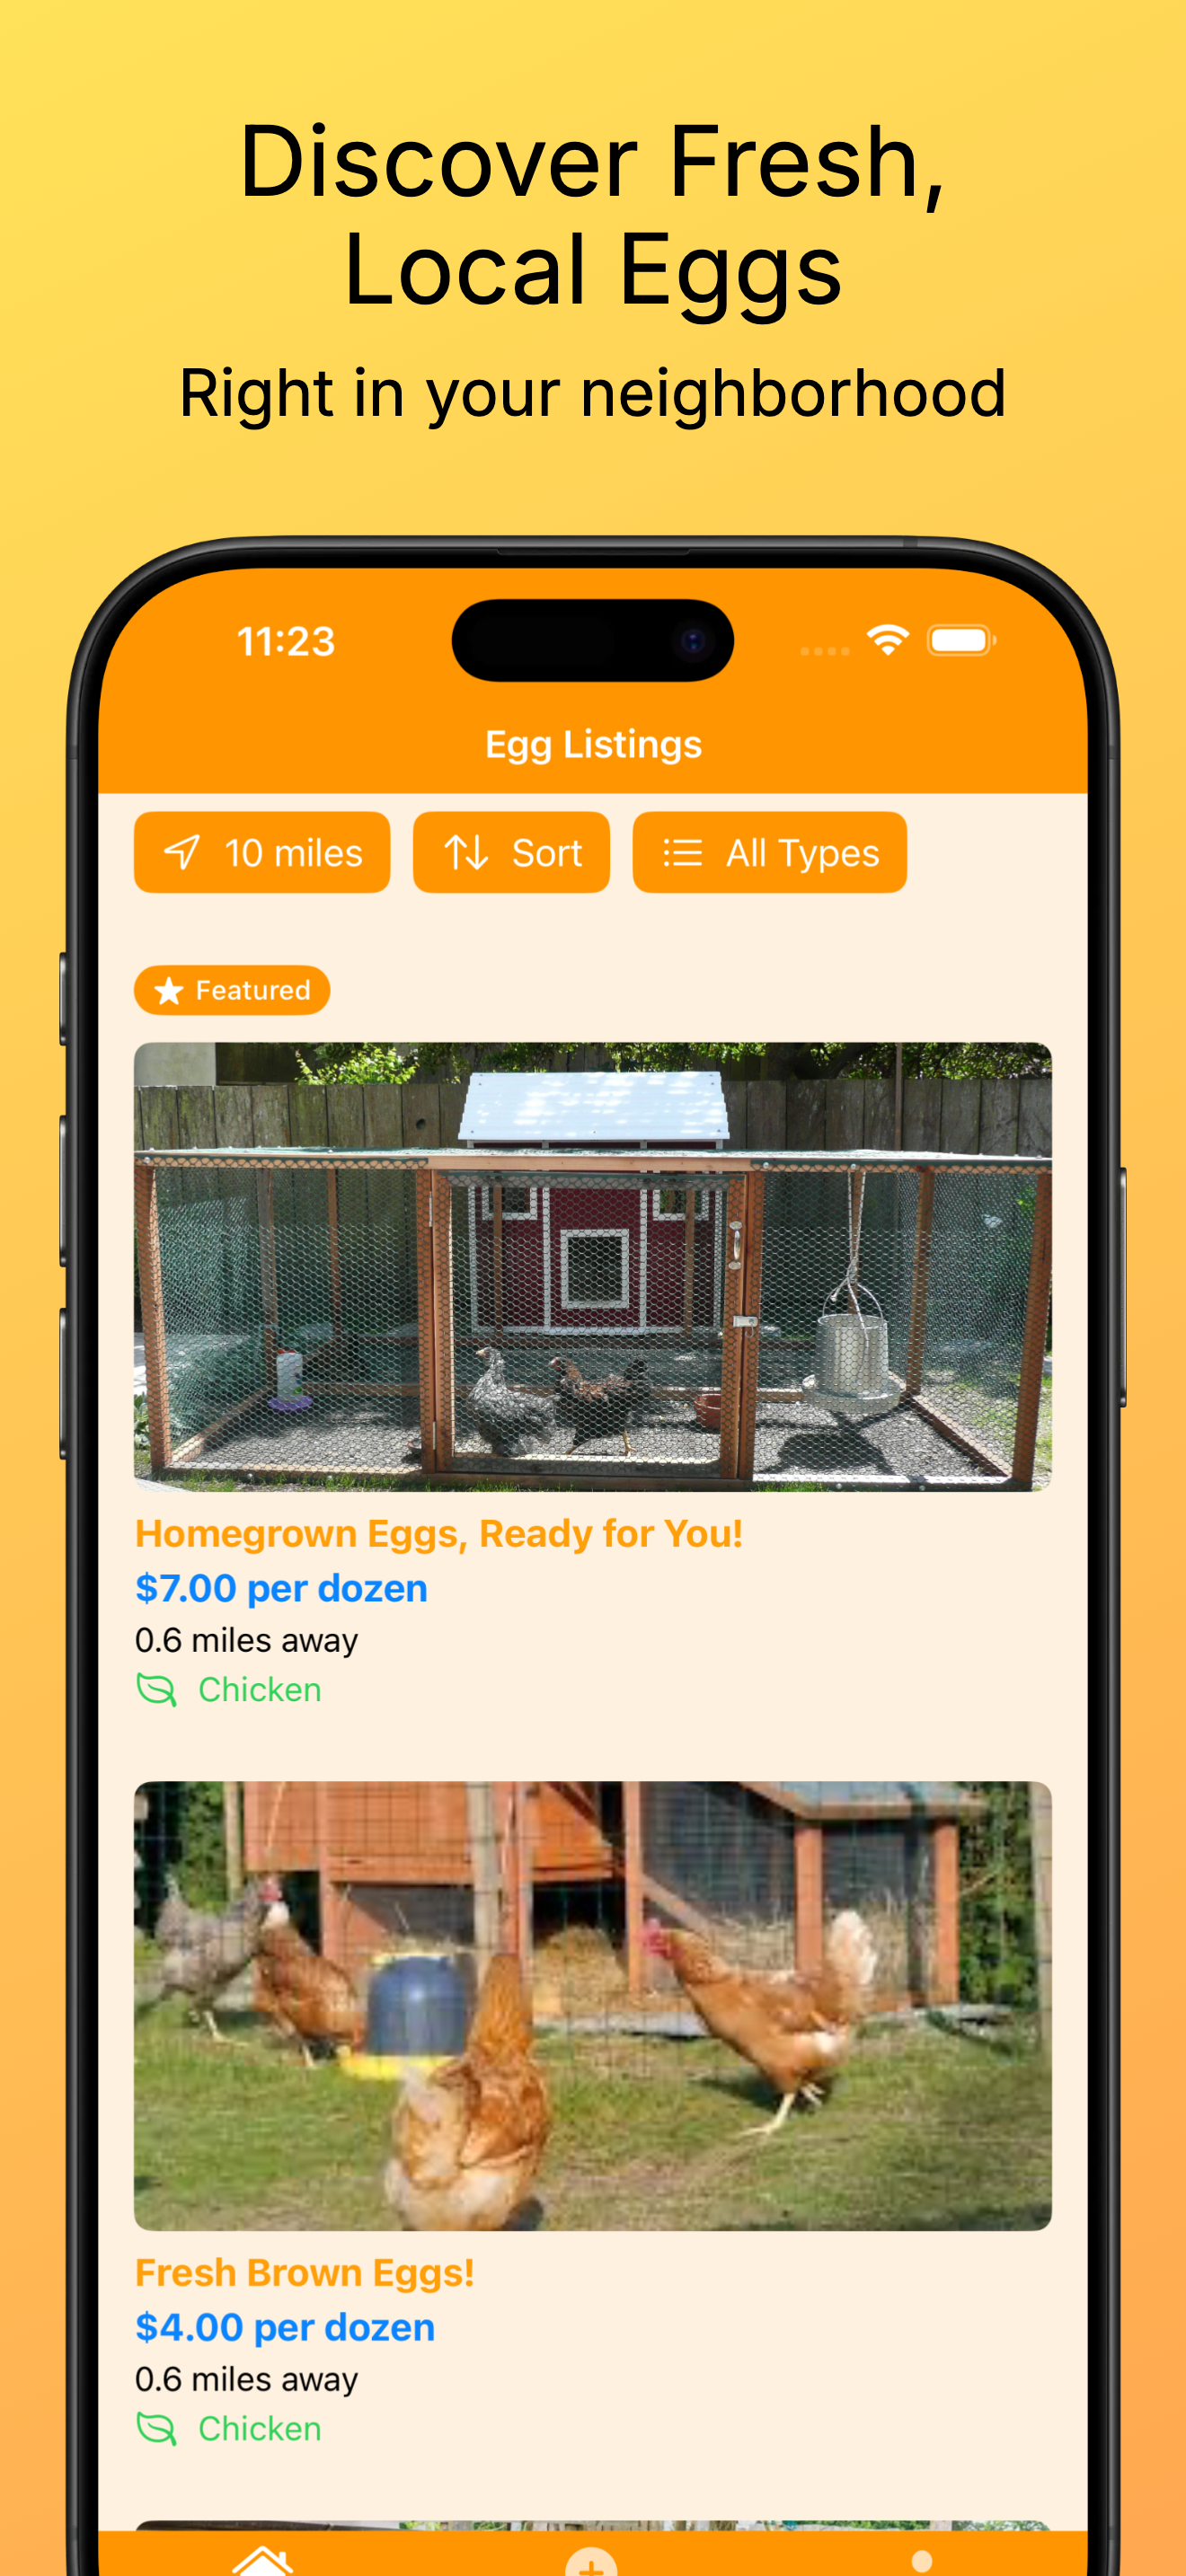 Discover Fresh,
Local Eggs
Right in your neighborhood
11:23
Egg Listings
10 miles
Sort
All Types
Featured
Homegrown Eggs, Ready for You!
$7.00 per dozen
0.6 miles away
Chicken
Fresh Brown Eggs!
$4.00 per dozen
0.6 miles away
Chicken